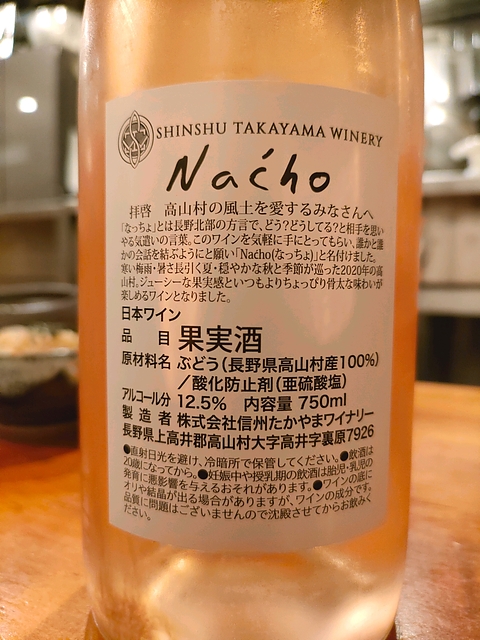 SHINSHU TAKAYAMA WINERY
Naćho
拝啓 高山村の風土を愛するみなさんへ
「なっちょ」とは長野北部の方言で、どう?どうしてる?と相手を思い
やる気遣いの言葉。このワインを気軽に手にとってもらい、誰かと誰
かの会話を結ぶようにと願い「Naćho(なっちょ)」と名付けました。
寒い梅雨・暑さ長引く夏・穏やかな秋と季節が巡った2020年の高
山村。ジューシーな果実感といつもよりちょっぴり骨太な味わいが
楽しめるワインとなりました。
日本ワイン
品 目 果実酒
原材料名 ぶどう(長野県高山村産100%)
/酸化防止剤(亜硫酸塩)
アルコール分 12.5% 内容量 750ml
製造者 株式会社信州たかやまワイナリー
長野県上高井郡高山村大字高井字裏原7926
●直射日光を避け、冷暗所で保管してください。●飲酒は
20歳になってから。●妊娠中や授乳期の飲酒は胎児・乳児の
発育に悪影響を与えるおそれがあります。●ワインの底に
オリや結晶が出る場合がありますが、ワインの成分です。
品質に問題はございませんので沈殿させてからお飲みく
ださい。